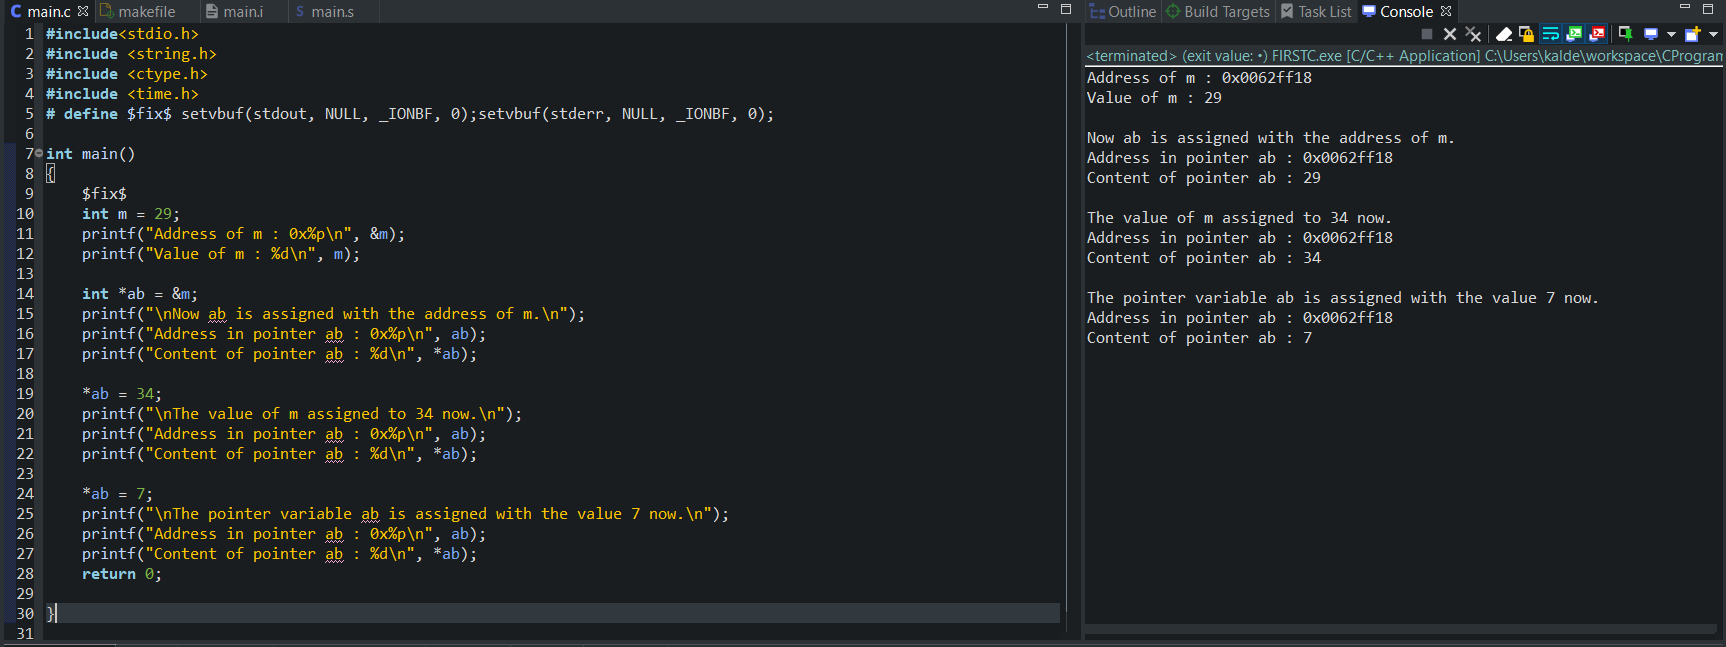 main.c makefile main.i main.s
1 #include<stdio.h>
2 #include <string.h>
3 #include <ctype.h>
4 #include <time.h>
5 # define $fix$ setvbuf(stdout, NULL, _IONBF, 0);setvbuf(stderr, NULL, _IONBF, 0);
6
7 int main()
8 {
9 $fix$
10 int m = 29;
11 printf("Address of m : 0x%p\n", &m);
12 printf("Value of m : %d\n", m);
13
14 int *ab = &m;
15 printf("\nNow ab is assigned with the address of m.\n");
16 printf("Address in pointer ab : 0x%p\n", ab);
17 printf("Content of pointer ab : %d\n", *ab);
18
19 *ab = 34;
20 printf("\nThe value of m assigned to 34 now.\n");
21 printf("Address in pointer ab : 0x%p\n", ab);
22 printf("Content of pointer ab : %d\n", *ab);
23
24 *ab = 7;
25 printf("\nThe pointer variable ab is assigned with the value 7 now.\n");
26 printf("Address in pointer ab : 0x%p\n", ab);
27 printf("Content of pointer ab : %d\n", *ab);
28 return 0;
29
30 }
31
Outline Build Targets Task List Console
<terminated> (exit value: •) FIRSTC.exe [C/C++ Application] C:\Users\kalde\workspace\CProgram
Address of m : 0x0062ff18
Value of m : 29
Now ab is assigned with the address of m.
Address in pointer ab : 0x0062ff18
Content of pointer ab : 29
The value of m assigned to 34 now.
Address in pointer ab : 0x0062ff18
Content of pointer ab : 34
The pointer variable ab is assigned with the value 7 now.
Address in pointer ab : 0x0062ff18
Content of pointer ab : 7